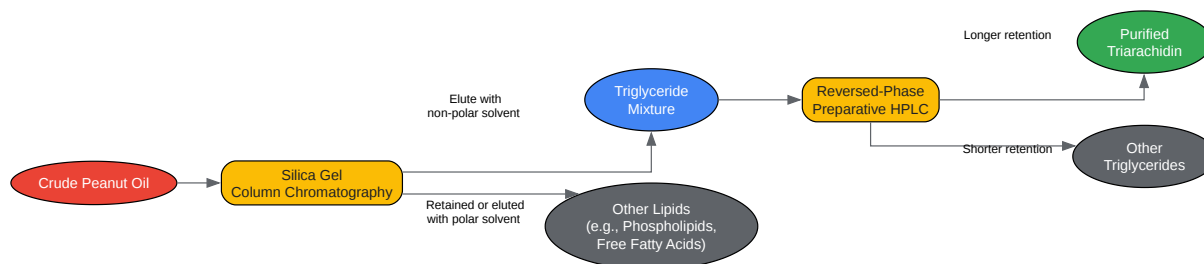 Crude Peanut Oil
Silica Gel
Column Chromatography
Elute with
non-polar solvent
Retained or eluted
with polar solvent
Triglyceride
Mixture
Other Lipids
(e.g., Phospholipids,
Free Fatty Acids)
Reversed-Phase
Preparative HPLC
Longer retention
Shorter retention
Purified
Triarachidin
Other
Triglycerides